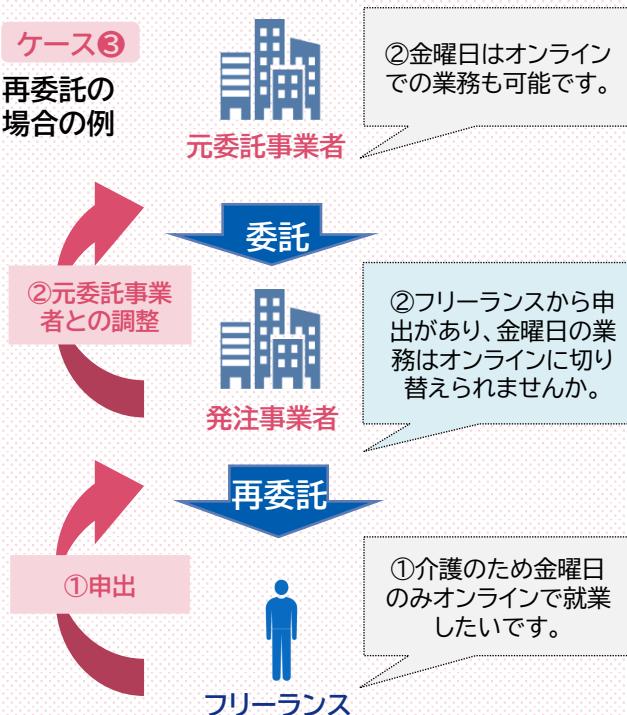 ケース❸
再委託の
場合の例
元委託事業者
②金曜日はオンライン
での業務も可能です。
委託
②元委託事業
者との調整
発注事業者
②フリーランスから申
出があり、金曜日の業
務はオンラインに切り
替えられませんか。
再委託
①申出
①介護のため金曜日
のみオンラインで就業
したいです。
フリーランス